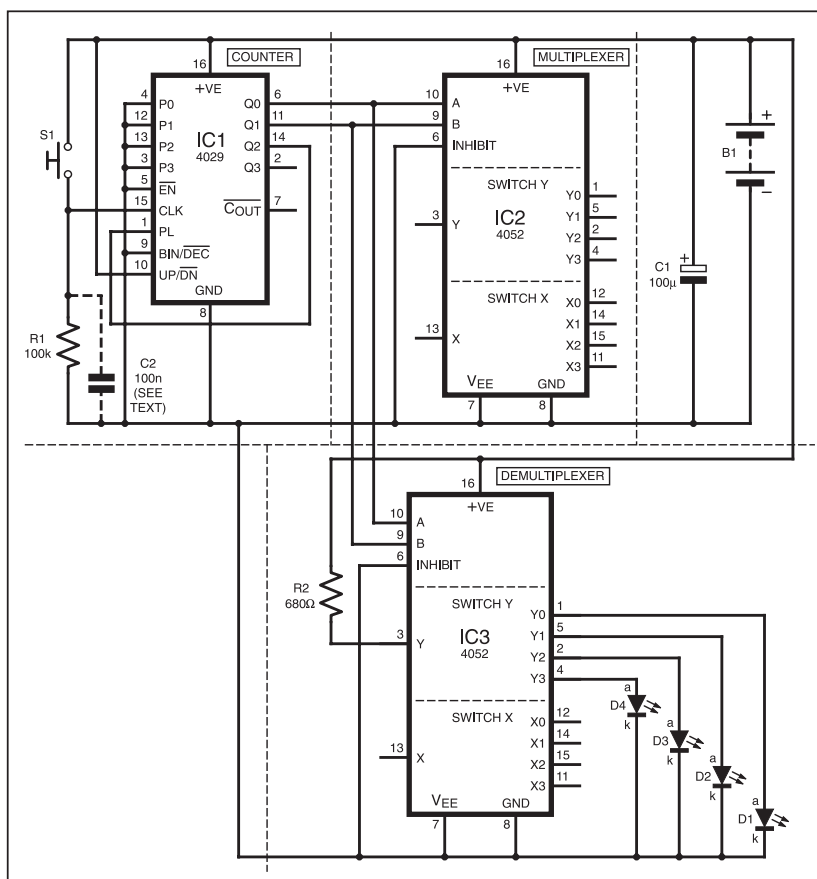 COUNTER
MULTIPLEXER
16
16
+VE
+VE
4 P0 Q0 6
12 P1 Q1 11
13 P2 Q2 14
3 P3 Q3 2
5 EN
15 CLK COUT 7
1 PL
9 BIN/DEC
10 UP/DN
GND
8
IC1
4029
S1
R1
100k
C2
100n
(SEE
TEXT)
10 A
9 B
6 INHIBIT
SWITCH Y
IC2
4052
3 Y
Y0 1
Y1 5
Y2 2
Y3 4
SWITCH X
13 X
X0 12
X1 14
X2 15
X3 11
VEE GND
7 8
+
B1
−
+
C1
100µ
DEMULTIPLEXER
16
+VE
10 A
9 B
6 INHIBIT
R2
680Ω
SWITCH Y
IC3
4052
3 Y
Y0 1
Y1 5
Y2 2
Y3 4
SWITCH X
13 X
X0 12
X1 14
X2 15
X3 11
VEE GND
7 8
a
D4
k
a
D3
k
a
D2
k
a
D1
k